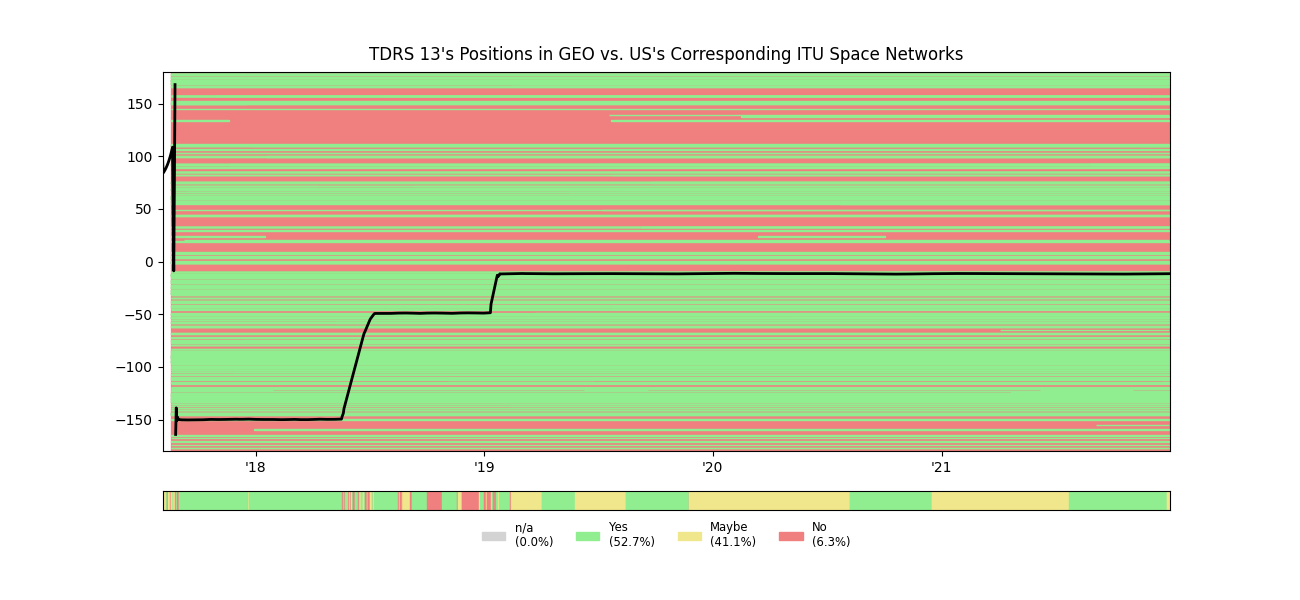 TDRS 13's Positions in GEO vs. US's Corresponding ITU Space Networks
150
100
50
0
−50
−100
−150
'18 '19 '20 '21
n/a Yes Maybe No
(0.0%) (52.7%) (41.1%) (6.3%)